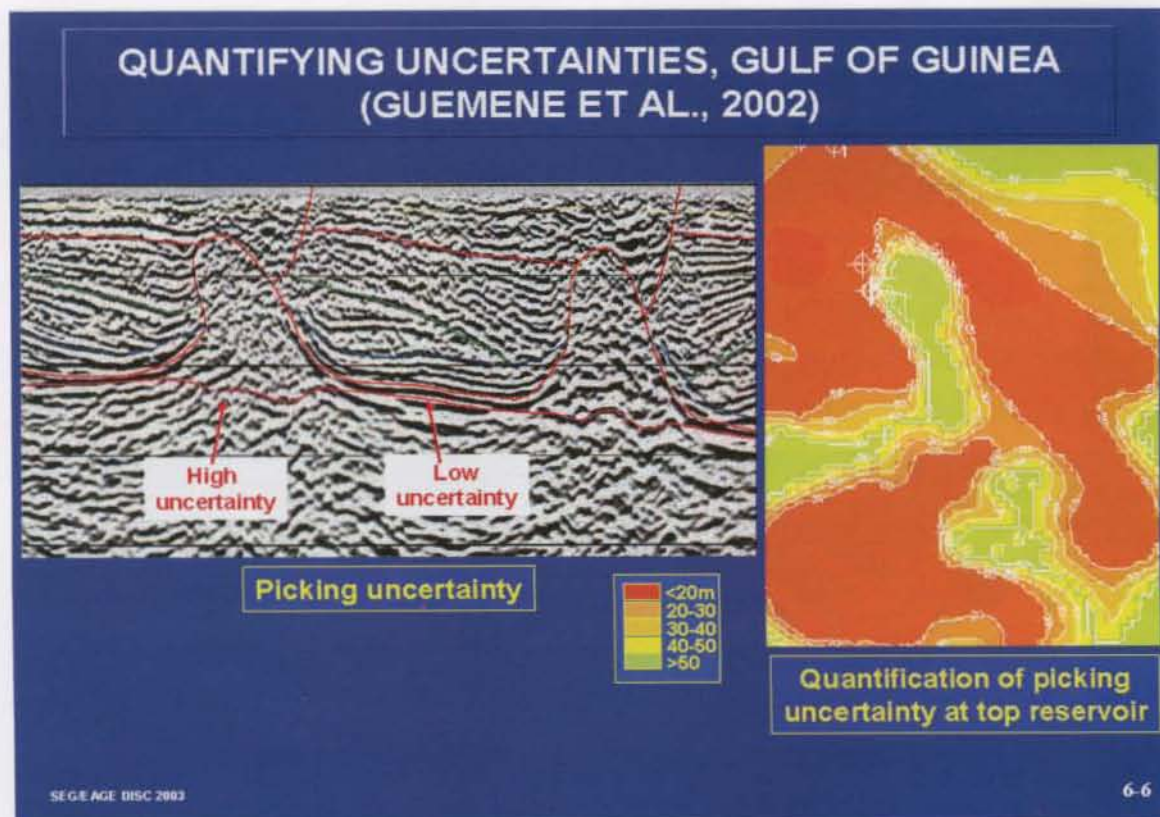 QUANTIFYING UNCERTAINTIES, GULF OF GUINEA
(GUEMENE ET AL., 2002)
High
uncertainty
Low
uncertainty
Picking uncertainty
<20m
20-30
30-40
40-50
>50
Quantification of picking
uncertainty at top reservoir
SEG/EAGE DISC 2003
6-6